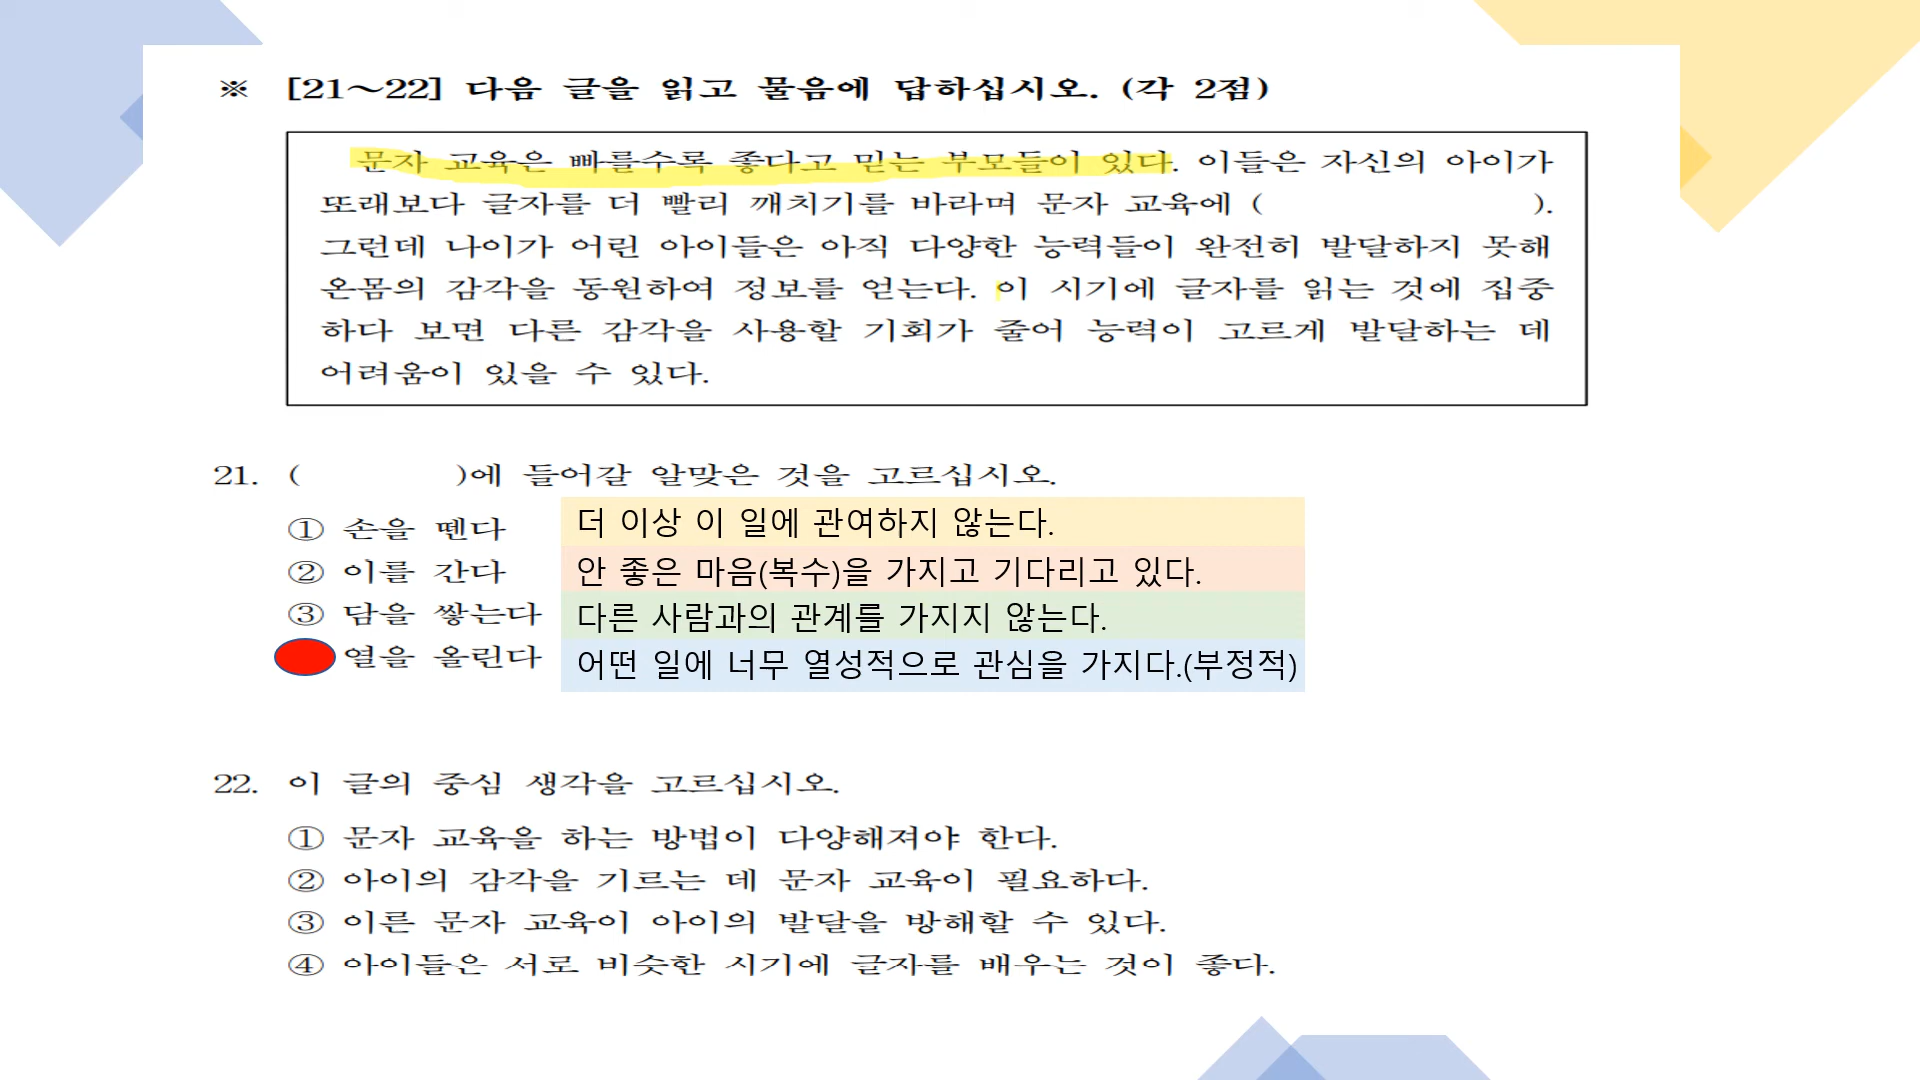 ※ [21～22] 다음 글을 읽고 물음에 답하십시오. (각 2점)
문자 교육은 빠를수록 좋다고 믿는 부모들이 있다. 이들은 자신의 아이가
또래보다 글자를 더 빨리 깨치기를 바라며 문자 교육에 ( ).
그런데 나이가 어린 아이들은 아직 다양한 능력들이 완전히 발달하지 못해
온몸의 감각을 동원하여 정보를 얻는다. 이 시기에 글자를 읽는 것에 집중
하다 보면 다른 감각을 사용할 기회가 줄어 능력이 고르게 발달하는 데
어려움이 있을 수 있다.
21. ( )에 들어갈 알맞은 것을 고르십시오.
① 손을 뗀다 더 이상 이 일에 관여하지 않는다.
② 이를 간다 안 좋은 마음(복수)을 가지고 기다리고 있다.
③ 담을 쌓는다 다른 사람과의 관계를 가지지 않는다.
열을 올린다 어떤 일에 너무 열성적으로 관심을 가지다.(부정적)
22. 이 글의 중심 생각을 고르십시오.
① 문자 교육을 하는 방법이 다양해져야 한다.
② 아이의 감각을 기르는 데 문자 교육이 필요하다.
③ 이른 문자 교육이 아이의 발달을 방해할 수 있다.
④ 아이들은 서로 비슷한 시기에 글자를 배우는 것이 좋다.